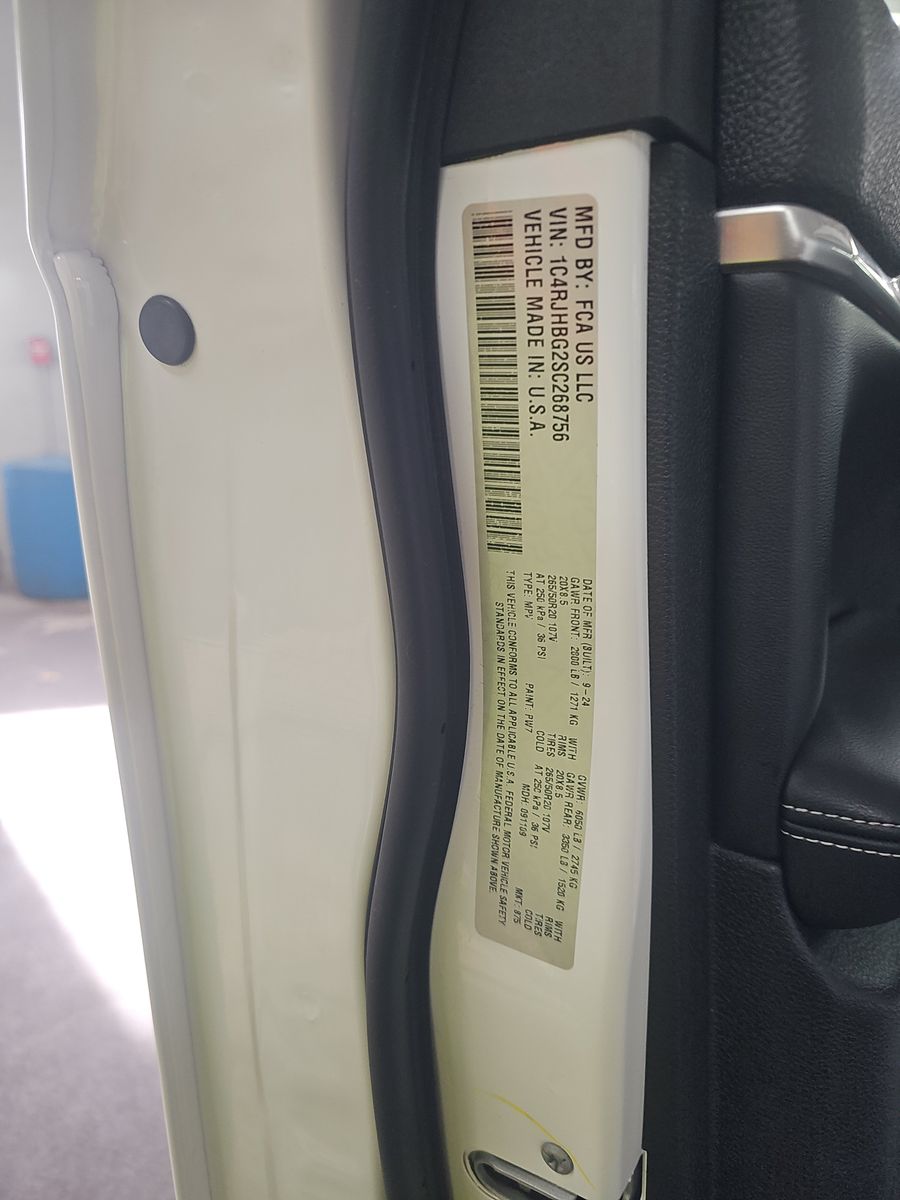 MFD BY: FCA US LLC
VIN: 1C4RJHBG2SC268756
VEHICLE MADE IN: U.S.A.
DATE OF MFR (BUILT): 9-24 GVWR: 6050 LB / 2745 KG
GAWR FRONT: 2800 LB / 1271 KG WITH GAWR REAR: 3350 LB / 1520 KG WITH
20X8.5 RIMS 20X8.5 RIMS
265/50R20 107V TIRES 265/50R20 107V TIRES
AT 250 kPa / 36 PSI COLD AT 250 kPa / 36 PSI COLD
TYPE: MPV PAINT: PW7 MDH: 091109 MKT: 875
THIS VEHICLE CONFORMS TO ALL APPLICABLE U.S.A. FEDERAL MOTOR VEHICLE SAFETY
STANDARDS IN EFFECT ON THE DATE OF MANUFACTURE SHOWN ABOVE.